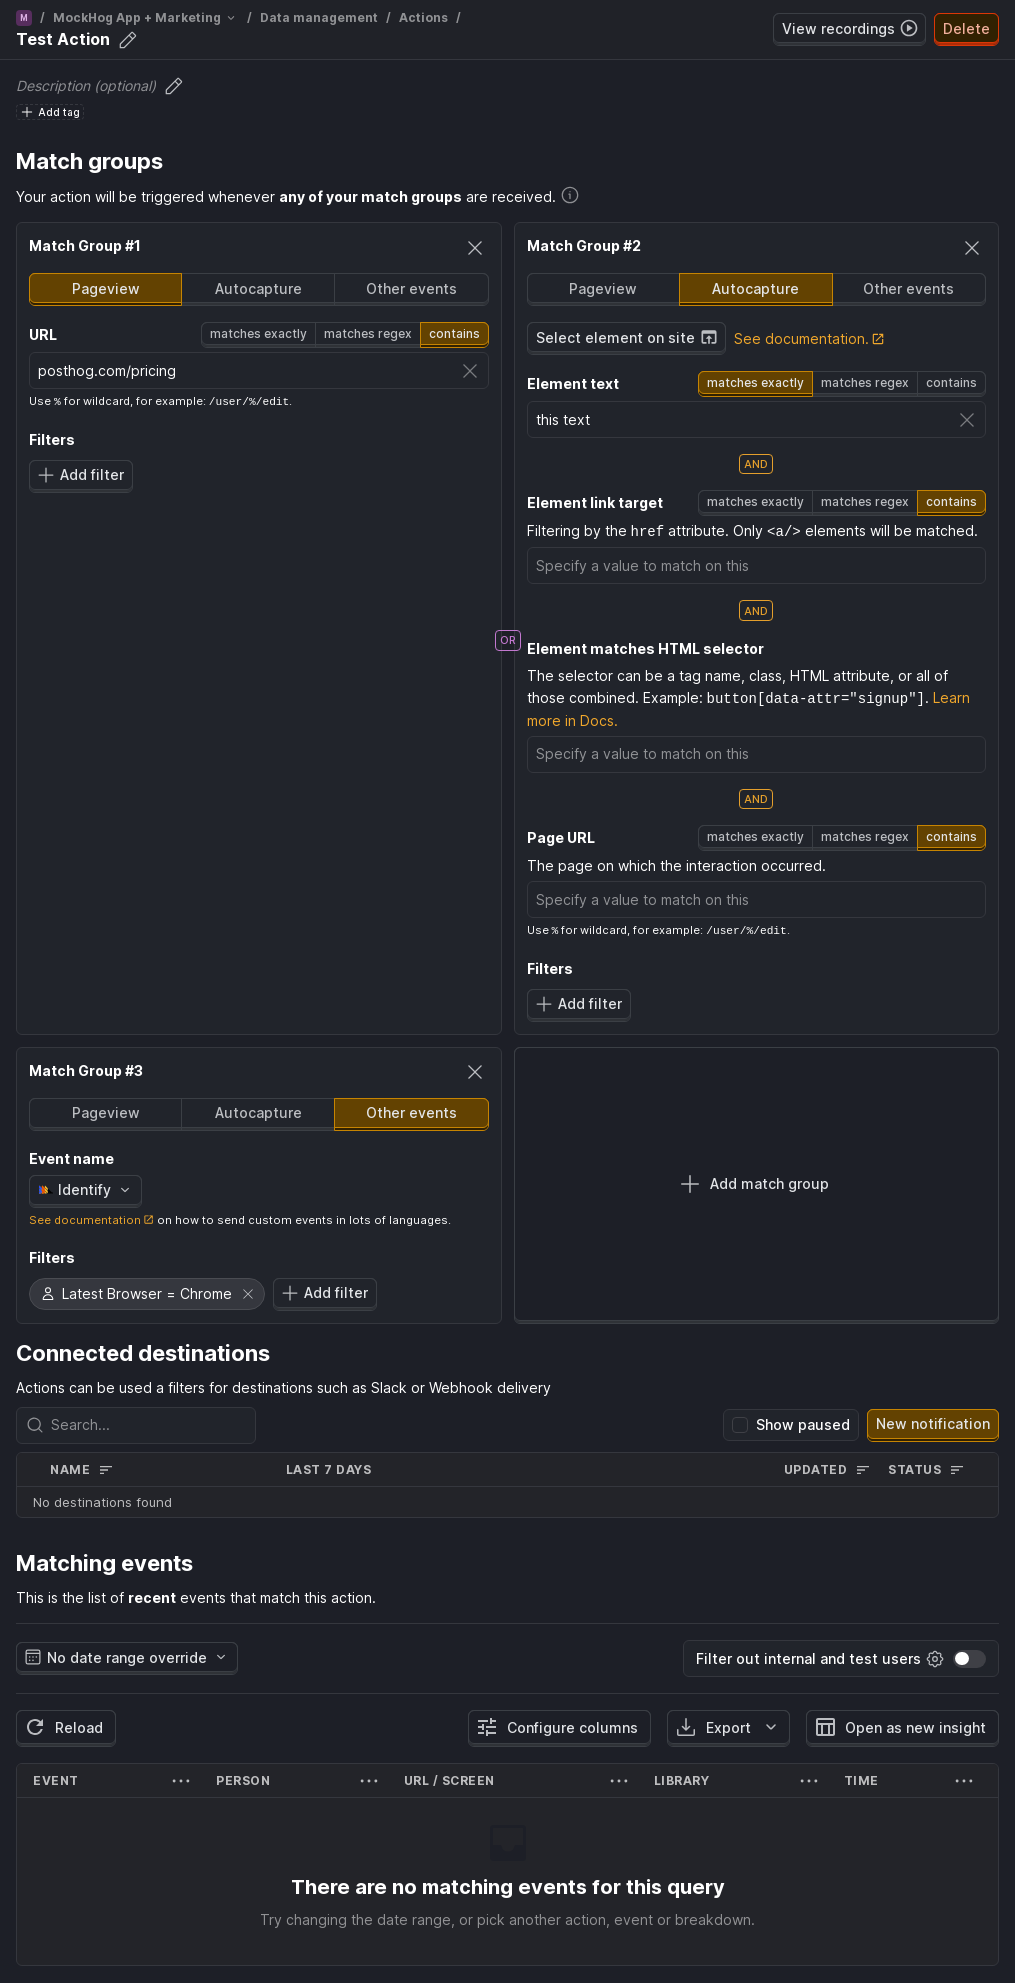 M / MockHog App + Marketing / Data management / Actions /
Test Action
View recordings
Delete
Description (optional)
Add tag
Match groups
Your action will be triggered whenever any of your match groups are received.
Match Group #1
Pageview
Autocapture
Other events
URL
matches exactly
matches regex
contains
posthog.com/pricing
Use % for wildcard, for example: /user/%/edit.
Filters
Add filter
OR
Match Group #2
Pageview
Autocapture
Other events
Select element on site
See documentation.
Element text
matches exactly
matches regex
contains
this text
AND
Element link target
matches exactly
matches regex
contains
Filtering by the href attribute. Only <a/> elements will be matched.
Specify a value to match on this
AND
Element matches HTML selector
The selector can be a tag name, class, HTML attribute, or all of
those combined. Example: button[data-attr="signup"]. Learn
more in Docs.
Specify a value to match on this
AND
Page URL
matches exactly
matches regex
contains
The page on which the interaction occurred.
Specify a value to match on this
Use % for wildcard, for example: /user/%/edit.
Filters
Add filter
Match Group #3
Pageview
Autocapture
Other events
Event name
Identify
See documentation on how to send custom events in lots of languages.
Filters
Latest Browser = Chrome
Add filter
Add match group
Connected destinations
Actions can be used a filters for destinations such as Slack or Webhook delivery
Search...
Show paused
New notification
NAME
LAST 7 DAYS
UPDATED
STATUS
No destinations found
Matching events
This is the list of recent events that match this action.
No date range override
Filter out internal and test users
Reload
Configure columns
Export
Open as new insight
EVENT
PERSON
URL / SCREEN
LIBRARY
TIME
There are no matching events for this query
Try changing the date range, or pick another action, event or breakdown.